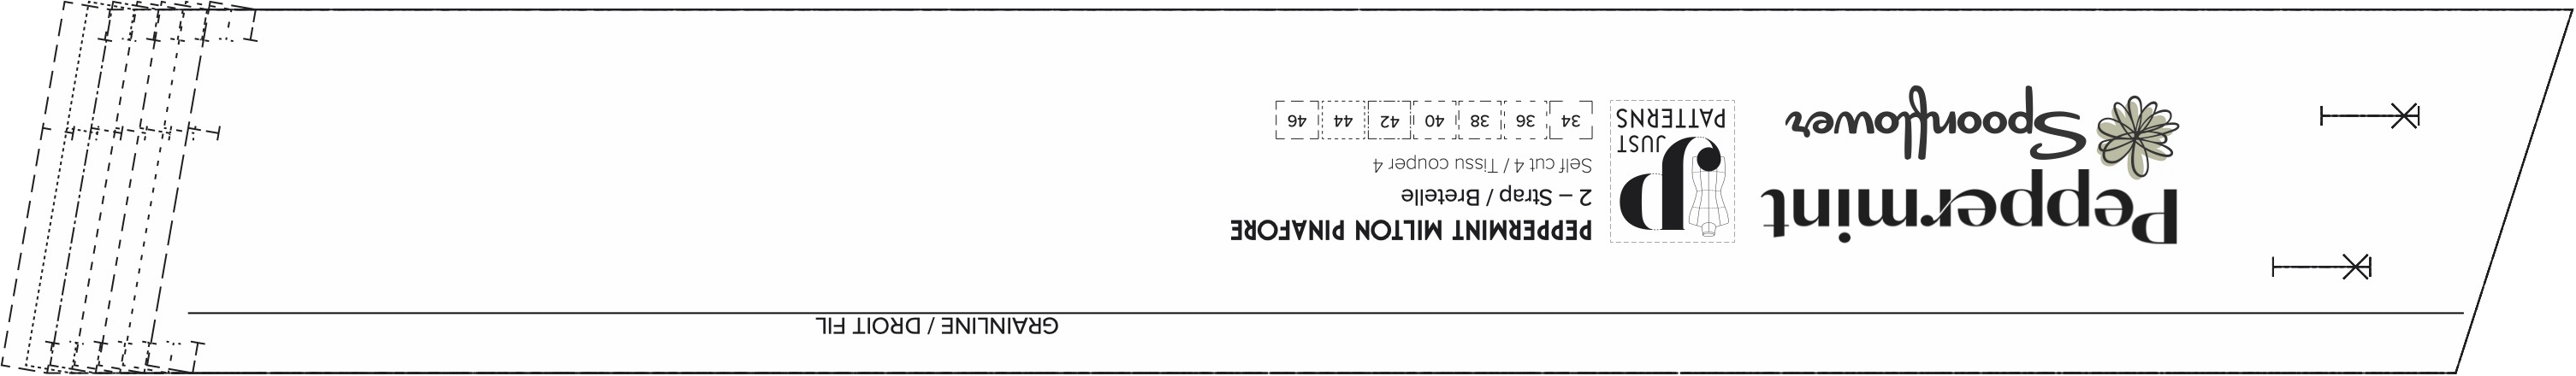 Peppermint
Spoonflower
JUST
PATTERNS
PEPPERMINT MILTON PINAFORE
2 – Strap / Bretelle
Self cut 4 / Tissu couper 4
34 36 38 40 42 44 46
GRAINLINE / DROIT FIL